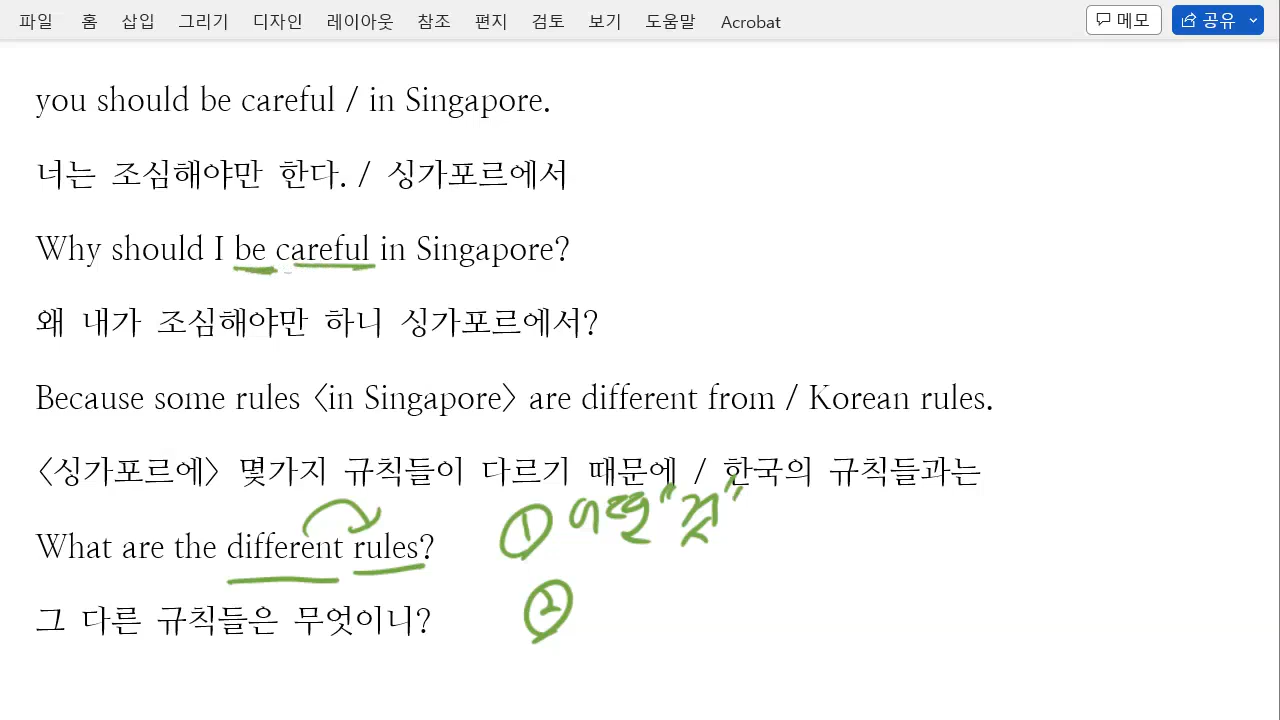 파일 홈 삽입 그리기 디자인 레이아웃 참조 편지 검토 보기 도움말 Acrobat 메모 공유
you should be careful / in Singapore.
너는 조심해야만 한다. / 싱가포르에서
Why should I be careful in Singapore?
왜 내가 조심해야만 하니 싱가포르에서?
Because some rules 〈in Singapore〉 are different from / Korean rules.
〈싱가포르에〉 몇가지 규칙들이 다르기 때문에 / 한국의 규칙들과는
① 어떤 "것"
What are the different rules?
②
그 다른 규칙들은 무엇이니?